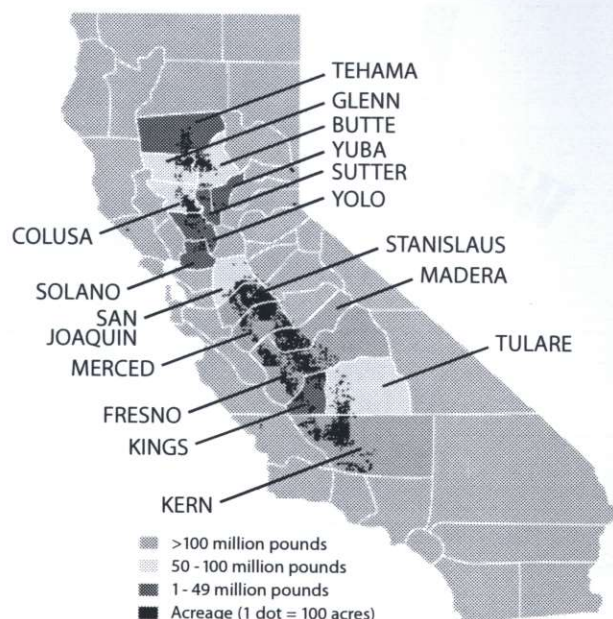 TEHAMA
GLENN
BUTTE
YUBA
SUTTER
YOLO
COLUSA
STANISLAUS
MADERA
SOLANO
SAN
JOAQUIN
MERCED
TULARE
FRESNO
KINGS
KERN
>100 million pounds
50 - 100 million pounds
1 - 49 million pounds
Acreage (1 dot = 100 acres)